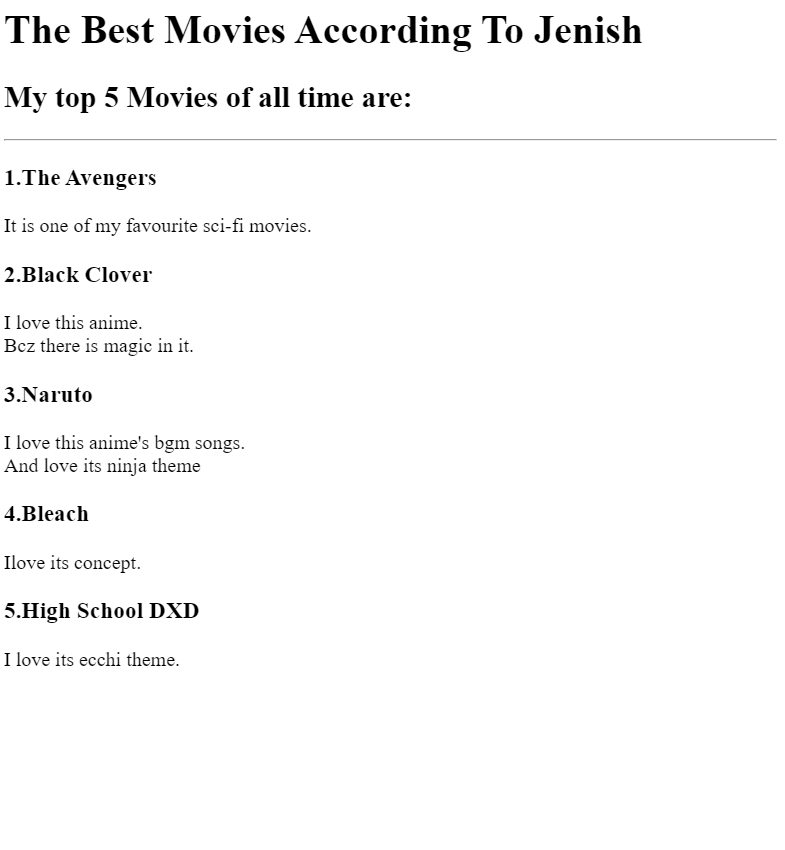 The Best Movies According To Jenish
My top 5 Movies of all time are:
1.The Avengers
It is one of my favourite sci-fi movies.
2.Black Clover
I love this anime.
Bcz there is magic in it.
3.Naruto
I love this anime's bgm songs.
And love its ninja theme
4.Bleach
Ilove its concept.
5.High School DXD
I love its ecchi theme.